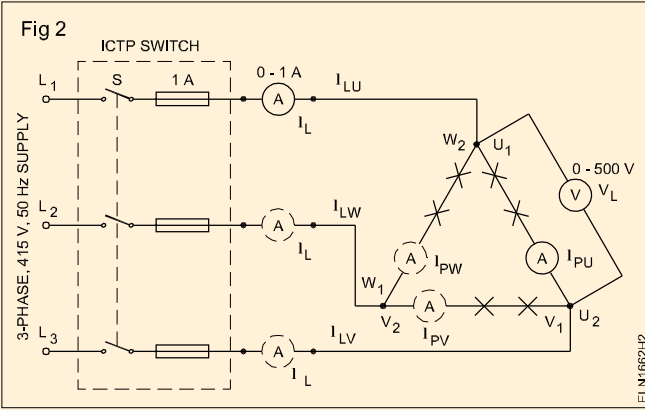 Fig 2
ICTP SWITCH
3-PHASE, 415 V, 50 Hz SUPPLY
L1
S
1 A
0 - 1 A
A
IL
ILU
W2
U1
0 - 500 V
V
VL
L2
A
IL
ILW
A
IPW
A
IPU
W1
V2
A
IPV
V1
U2
L3
A
IL
ILV
ELN1662H2